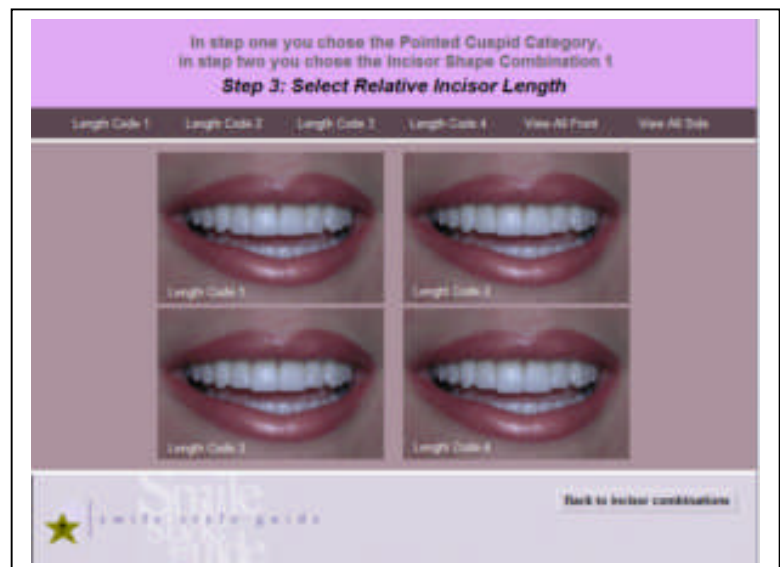 In step one you chose the Pointed Cuspid Category,
in step two you chose the Incisor Shape Combination 1
Step 3: Select Relative Incisor Length
Length Code 1 Length Code 2 Length Code 3 Length Code 4 View All Front View All Side
Length Code 1 Length Code 2
Length Code 3 Length Code 4
Smile
style
guide
smile style guide
Back to incisor combinations